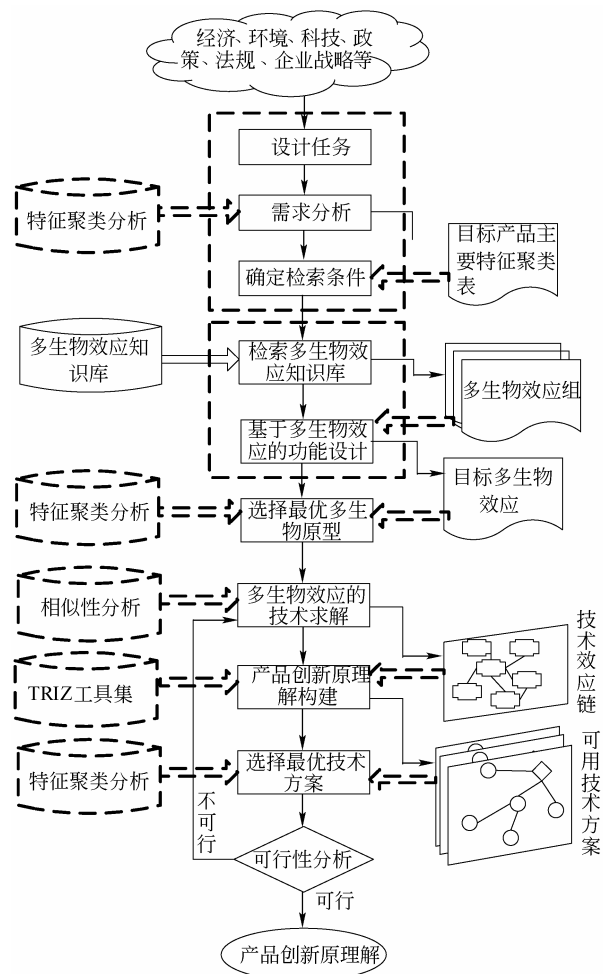 经济、环境、科技、政
策、法规、企业战略等
设计任务
特征聚类分析
需求分析
目标产品主
要特征聚类
表
确定检索条件
多生物效应知
识库
检索多生物效
应知识库
多生物效应组
基于多生物效
应的功能设计
目标多生物
效应
特征聚类分析
选择最优多生
物原型
相似性分析
多生物效应的
技术求解
技术效应链
TRIZ工具集
产品创新原理
解构建
特征聚类分析
选择最优技术
方案
可用技术方案
不可行
可行性分析
可行
产品创新原理解